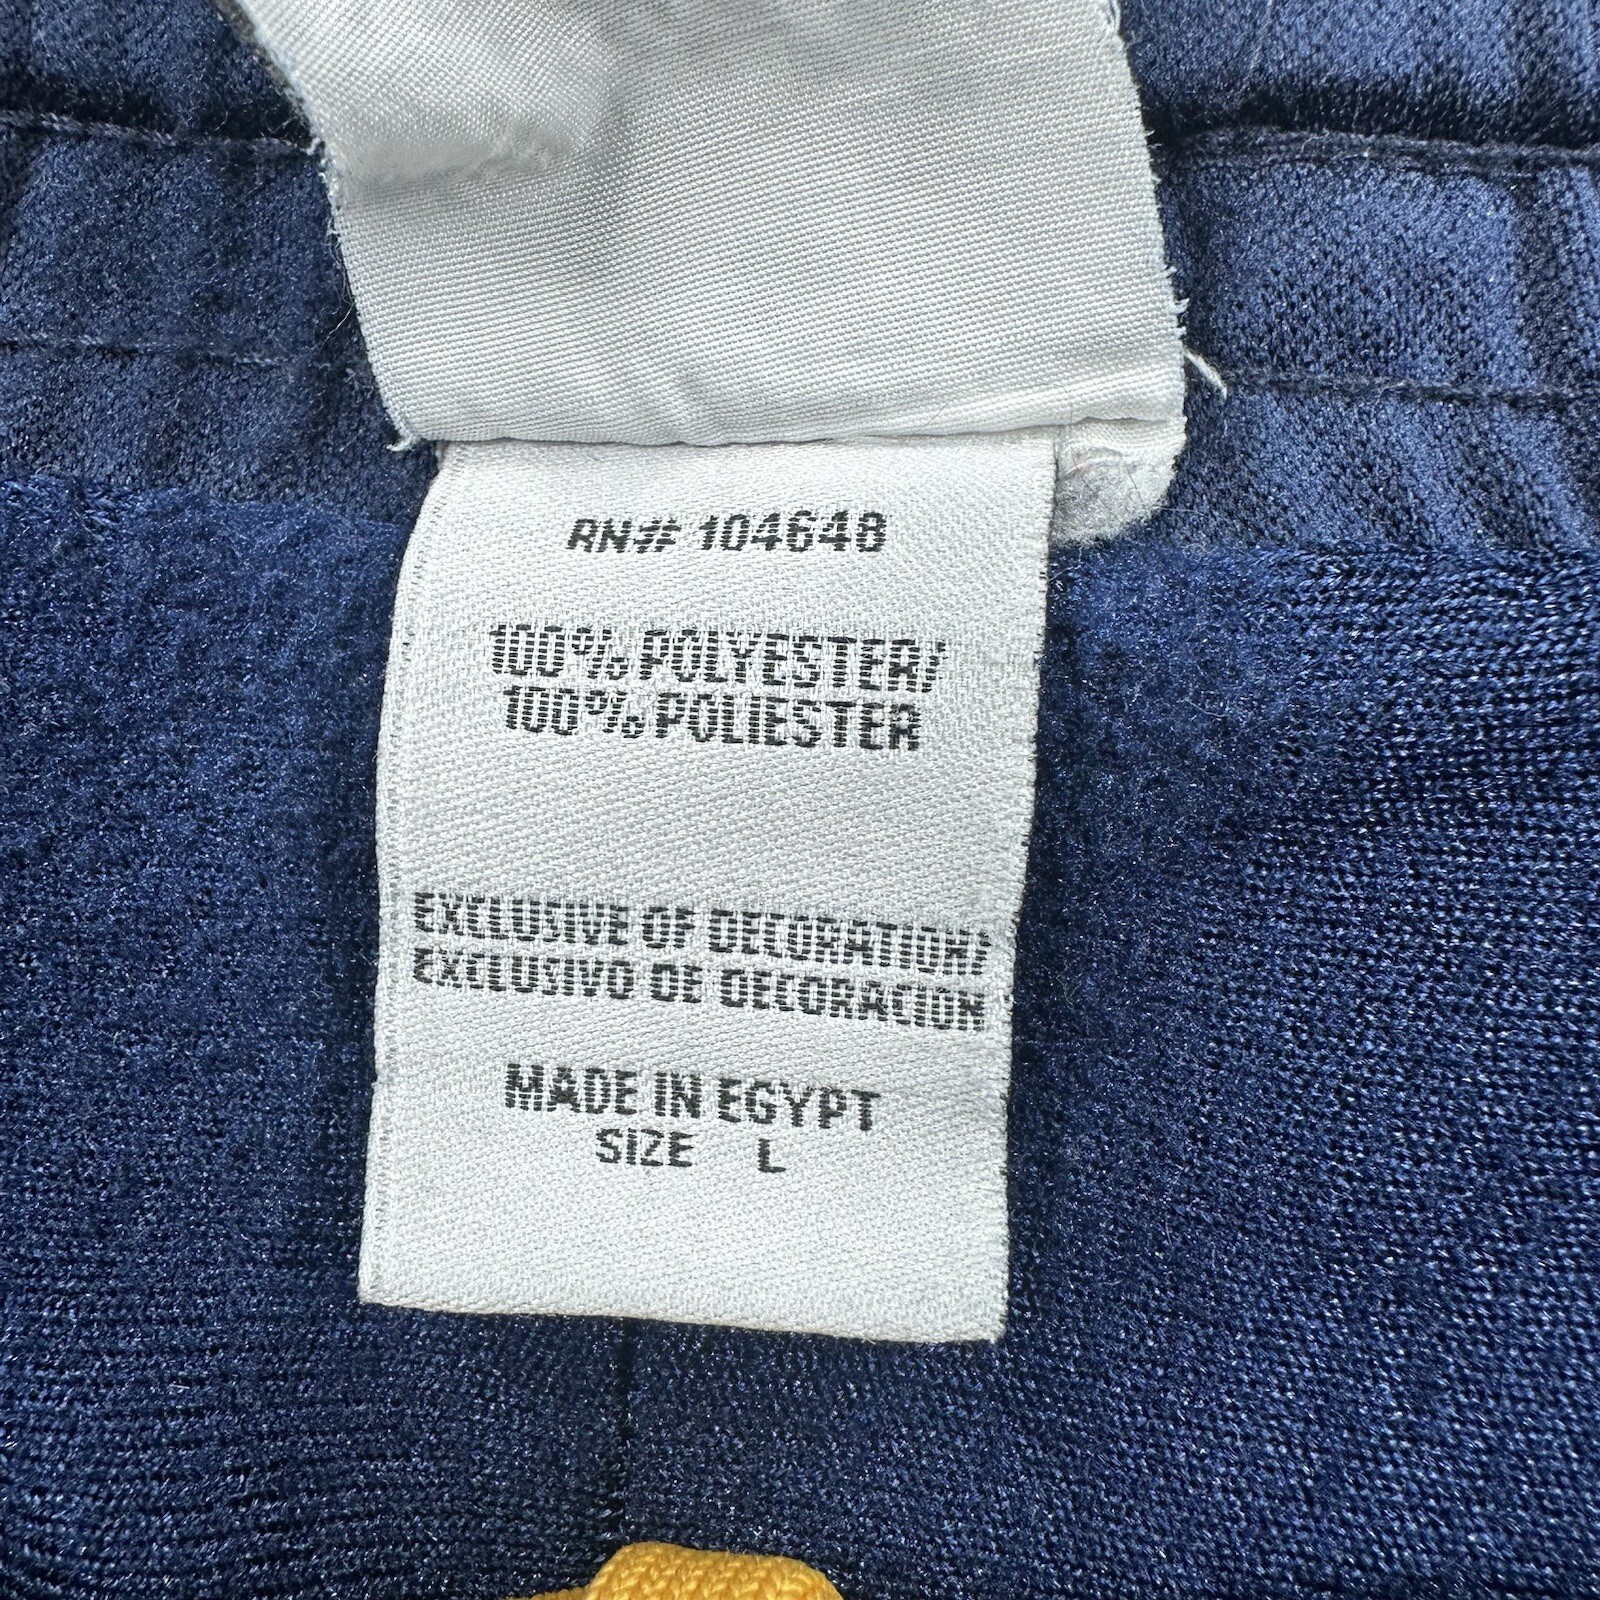 RN# 104648
100% POLYESTER/
100% POLIESTER
EXCLUSIVE OF DECORATION/
EXCLUSIVO DE DECORACION
MADE IN EGYPT
SIZE L